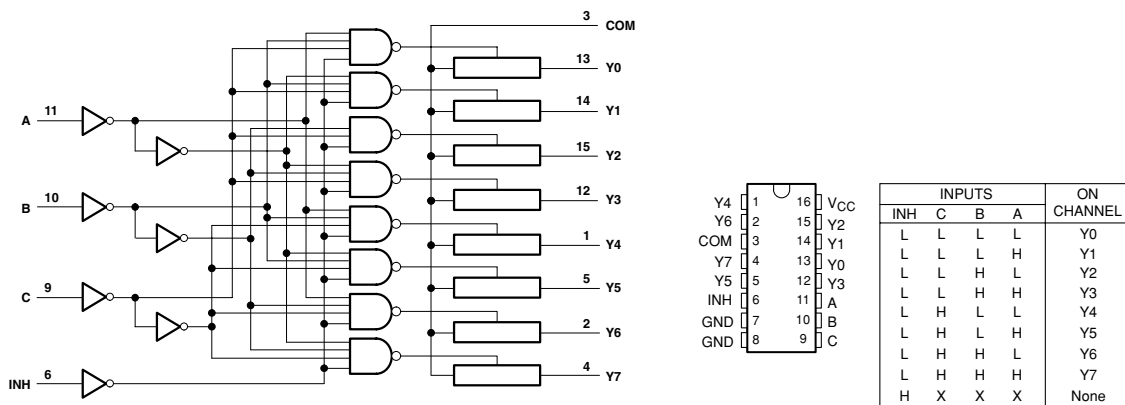 3 COM
13 Y0
14 Y1
15 Y2
12 Y3
1 Y4
5 Y5
2 Y6
4 Y7
A 11
B 10
C 9
INH 6
Y4 1 16 VCC
Y6 2 15 Y2
COM 3 14 Y1
Y7 4 13 Y0
Y5 5 12 Y3
INH 6 11 A
GND 7 10 B
GND 8 9 C
INPUTS ON CHANNEL
INH C B A
L L L L Y0
L L L H Y1
L L H L Y2
L L H H Y3
L H L L Y4
L H L H Y5
L H H L Y6
L H H H Y7
H X X X None